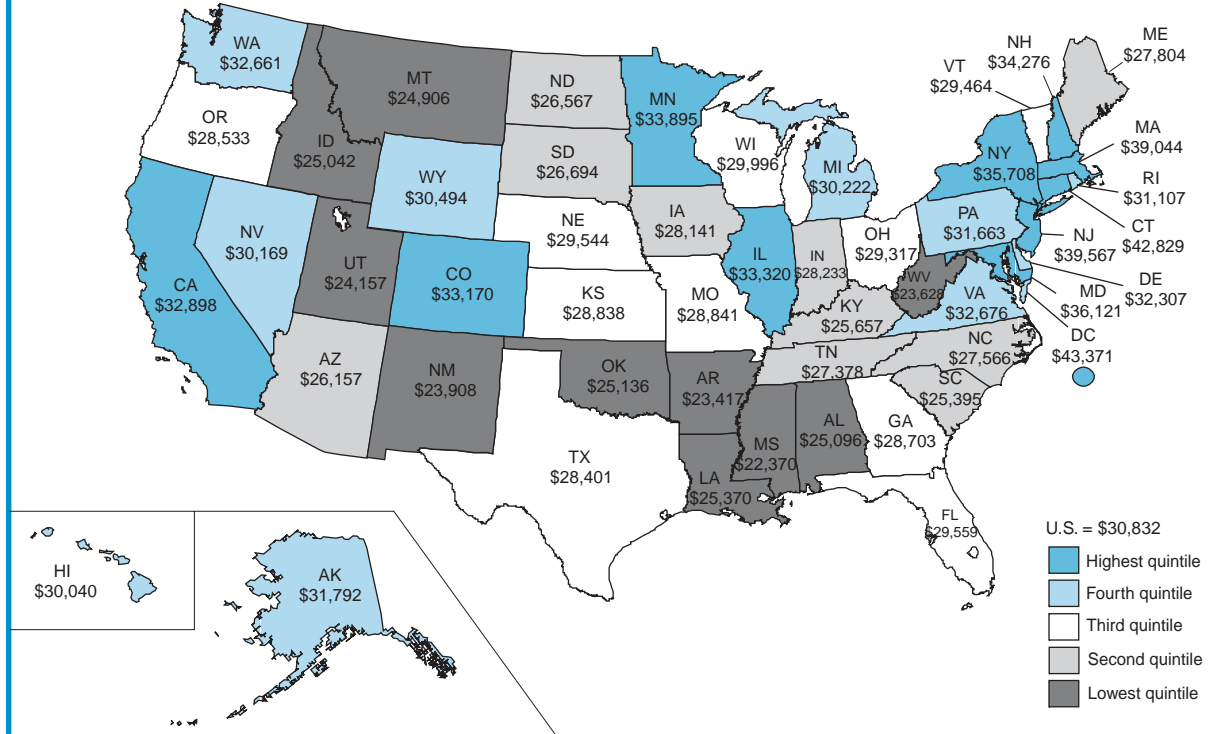 WA
$32,661
OR
$28,533
CA
$32,898
NV
$30,169
ID
$25,042
MT
$24,906
WY
$30,494
UT
$24,157
AZ
$26,157
CO
$33,170
NM
$23,908
ND
$26,567
SD
$26,694
NE
$29,544
KS
$28,838
OK
$25,136
TX
$28,401
MN
$33,895
IA
$28,141
MO
$28,841
AR
$23,417
LA
$25,370
WI
$29,996
IL
$33,320
MI
$30,222
IN
$28,233
OH
$29,317
KY
$25,657
TN
$27,378
MS
$22,370
AL
$25,096
GA
$28,703
FL
$29,559
SC
$25,395
NC
$27,566
VA
$32,676
WV
$23,628
PA
$31,663
NY
$35,708
VT
$29,464
NH
$34,276
ME
$27,804
MA
$39,044
RI
$31,107
CT
$42,829
NJ
$39,567
DE
$32,307
MD
$36,121
DC
$43,371
HI
$30,040
AK
$31,792
U.S. = $30,832
Highest quintile
Fourth quintile
Third quintile
Second quintile
Lowest quintile